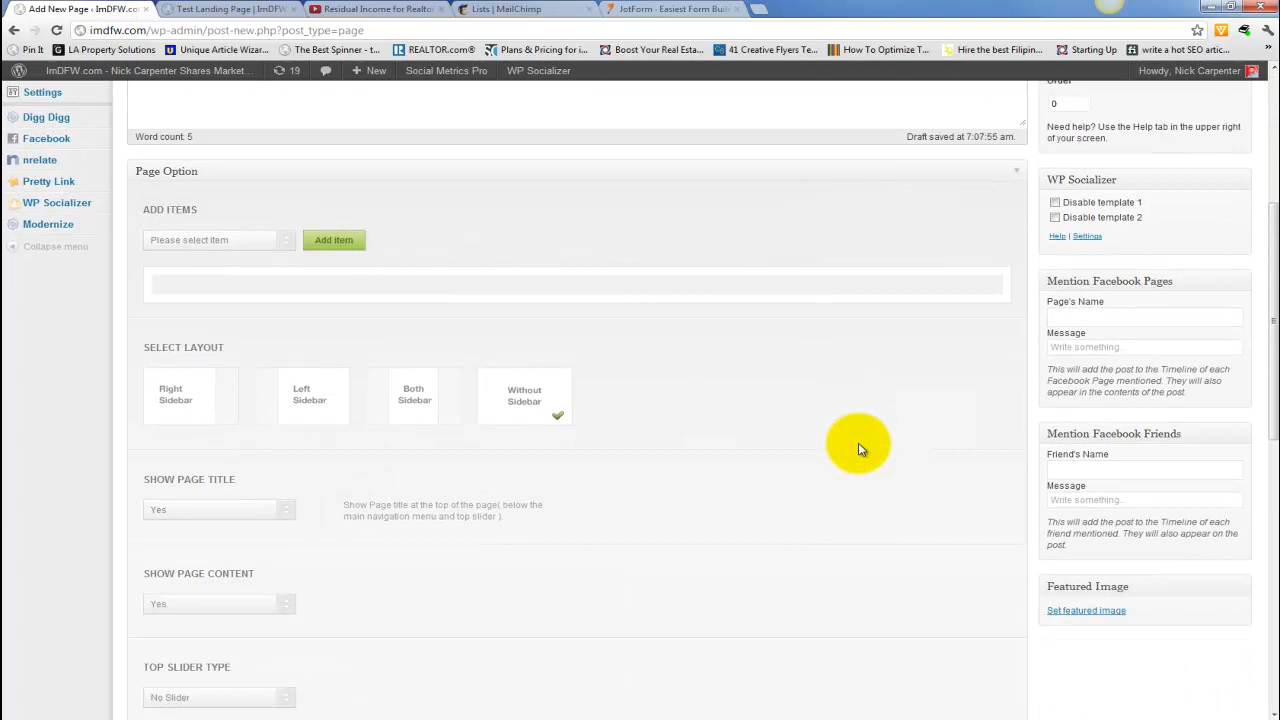 Add New Page ‹ imdfw.co
Test Landing Page | ImDFW
Residual Income for Realto
Lists | MailChimp
JotForm - Easiest Form Buil
imdfw.com/wp-admin/post-new.php?post_type=page
Pin It
LA Property Solutions
Unique Article Wizar...
The Best Spinner - t...
REALTOR.com®
Plans & Pricing for i...
Boost Your Real Esta...
41 Creative Flyers Te...
How To Optimize T...
Hire the best Filipin...
Starting Up
write a hot SEO artic...
ImDFW.com - Nick Carpenter Shares Market...
19
New
Social Metrics Pro
WP Socializer
Howdy, Nick Carpenter
Settings
Digg Digg
Facebook
nrelate
Pretty Link
WP Socializer
Modernize
Collapse menu
Word count: 5
Draft saved at 7:07:55 am.
Page Option
ADD ITEMS
Please select item
Add item
SELECT LAYOUT
Right
Sidebar
Left
Sidebar
Both
Sidebar
Without
Sidebar
SHOW PAGE TITLE
Yes
Show Page title at the top of the page( below the
main navigation menu and top slider ).
SHOW PAGE CONTENT
Yes
TOP SLIDER TYPE
No Slider
Order
0
Need help? Use the Help tab in the upper right
of your screen.
WP Socializer
Disable template 1
Disable template 2
Help | Settings
Mention Facebook Pages
Page's Name
Message
Write something..
This will add the post to the Timeline of each
Facebook Page mentioned. They will also
appear in the contents of the post.
Mention Facebook Friends
Friend's Name
Message
Write something..
This will add the post to the Timeline of each
friend mentioned. They will also appear on the
post.
Featured Image
Set featured image